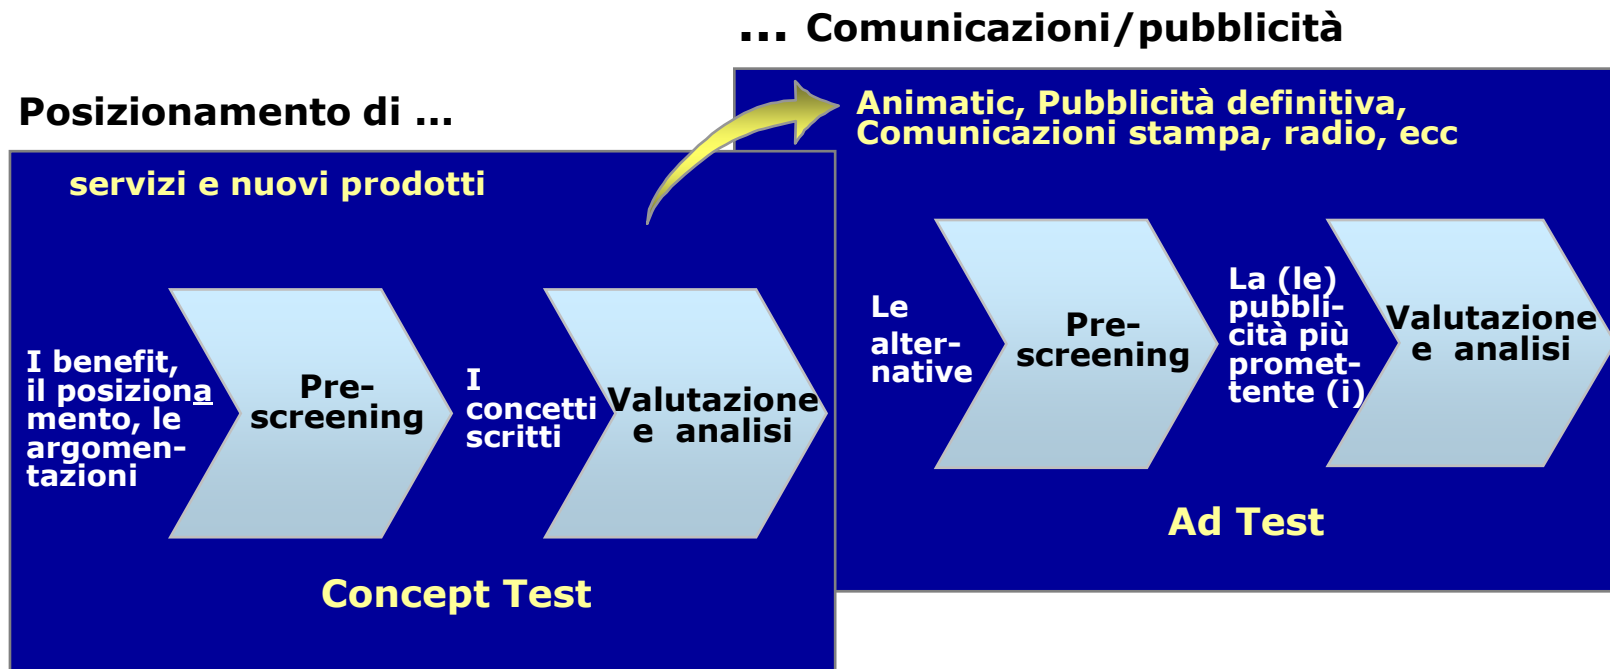 ... Comunicazioni/pubblicità
Posizionamento di ...
servizi e nuovi prodotti
I benefit,
il posiziona
mento, le
argomen-
tazioni
Pre-
screening
I
concetti
scritti
Valutazione
e analisi
Concept Test
Animatic, Pubblicità definitiva,
Comunicazioni stampa, radio, ecc
Le
alter-
native
Pre-
screening
La (le)
pubbli-
cità più
promet-
tente (i)
Valutazione
e analisi
Ad Test